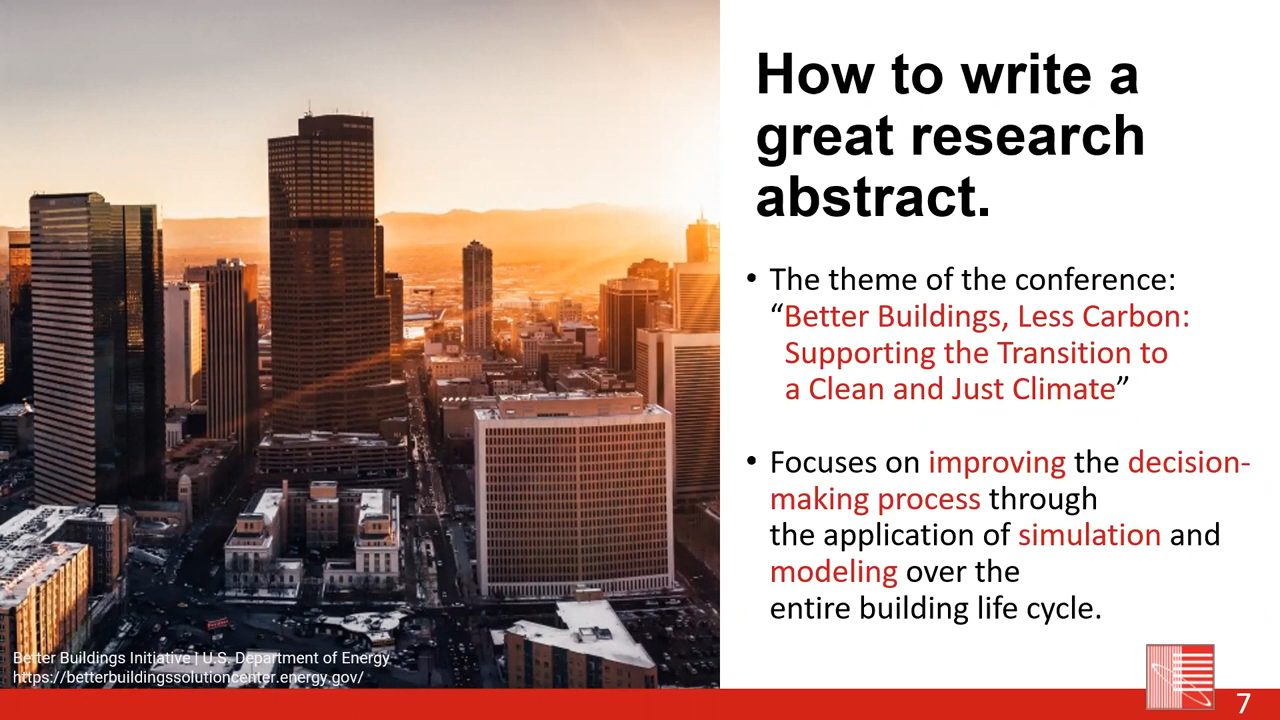 How to write a
great research
abstract.
• The theme of the conference:
“Better Buildings, Less Carbon:
Supporting the Transition to
a Clean and Just Climate”
• Focuses on improving the decision-
making process through
the application of simulation and
modeling over the
entire building life cycle.
Better Buildings Initiative | U.S. Department of Energy
https://betterbuildingssolutioncenter.energy.gov/
7